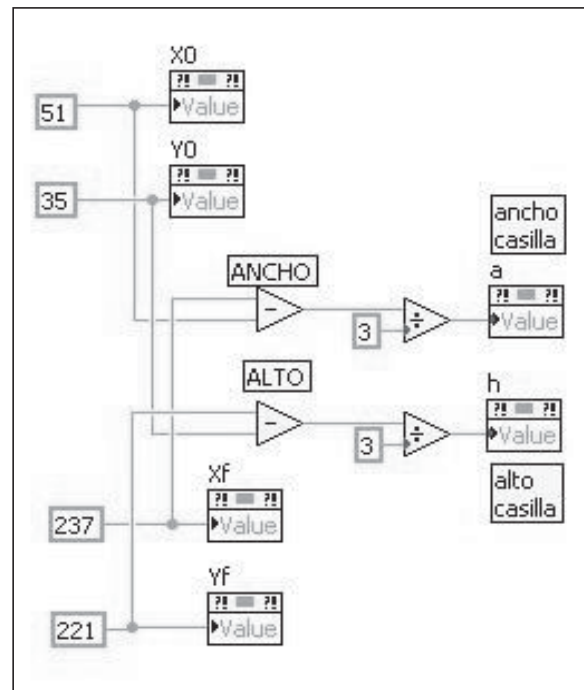 X0
?! ?!
51
Value
Y0
?! ?!
35
Value
ancho
casilla
ANCHO
a
?! ?!
-
3
÷
Value
ALTO
h
?! ?!
-
3
÷
Value
Xf
?! ?!
alto
casilla
237
Value
Yf
?! ?!
221
Value